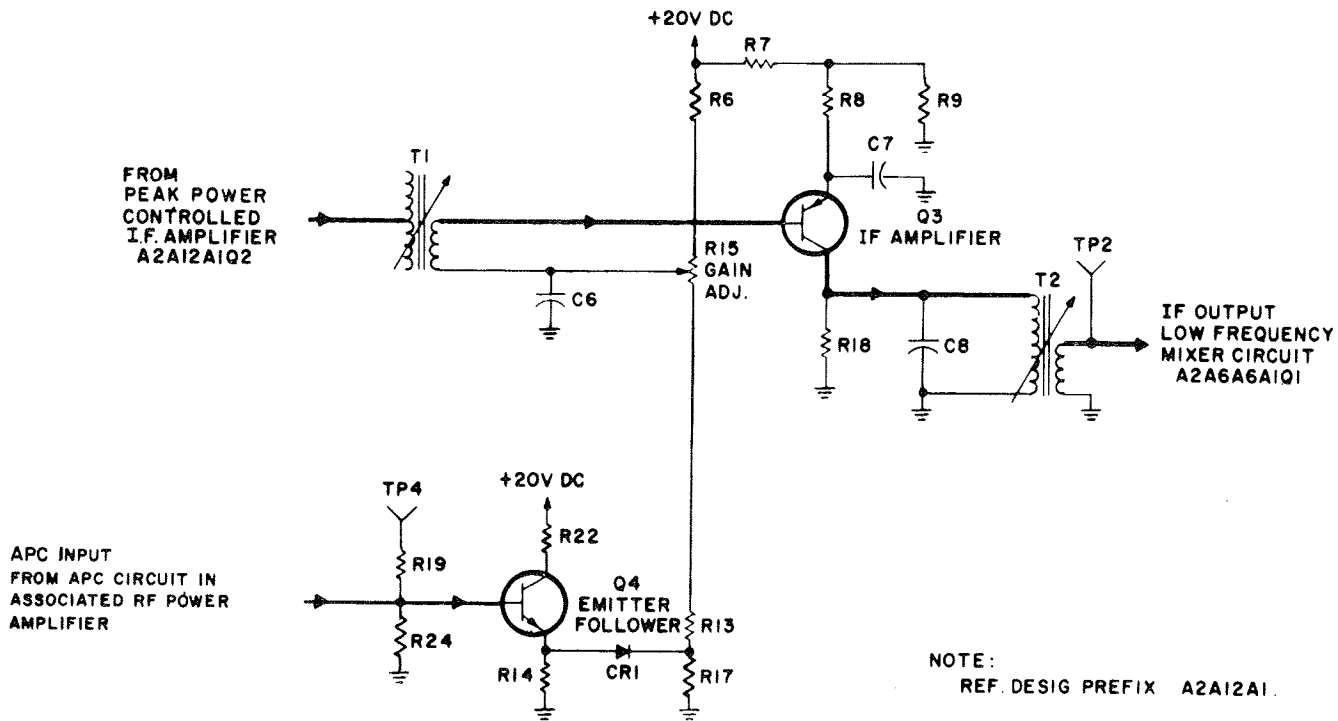 +20V DC
R7
R6
R8
R9
C7
T1
FROM
PEAK POWER
CONTROLLED
I.F. AMPLIFIER
A2A12A1Q2
Q3
IF AMPLIFIER
R15
GAIN
ADJ.
C6
TP2
T2
R18
C8
IF OUTPUT
LOW FREQUENCY
MIXER CIRCUIT
A2A6A6A1Q1
+20V DC
TP4
R22
R19
APC INPUT
FROM APC CIRCUIT IN
ASSOCIATED RF POWER
AMPLIFIER
Q4
EMITTER
FOLLOWER
R13
R24
R14
CR1
R17
NOTE:
REF. DESIG PREFIX A2A12A1.